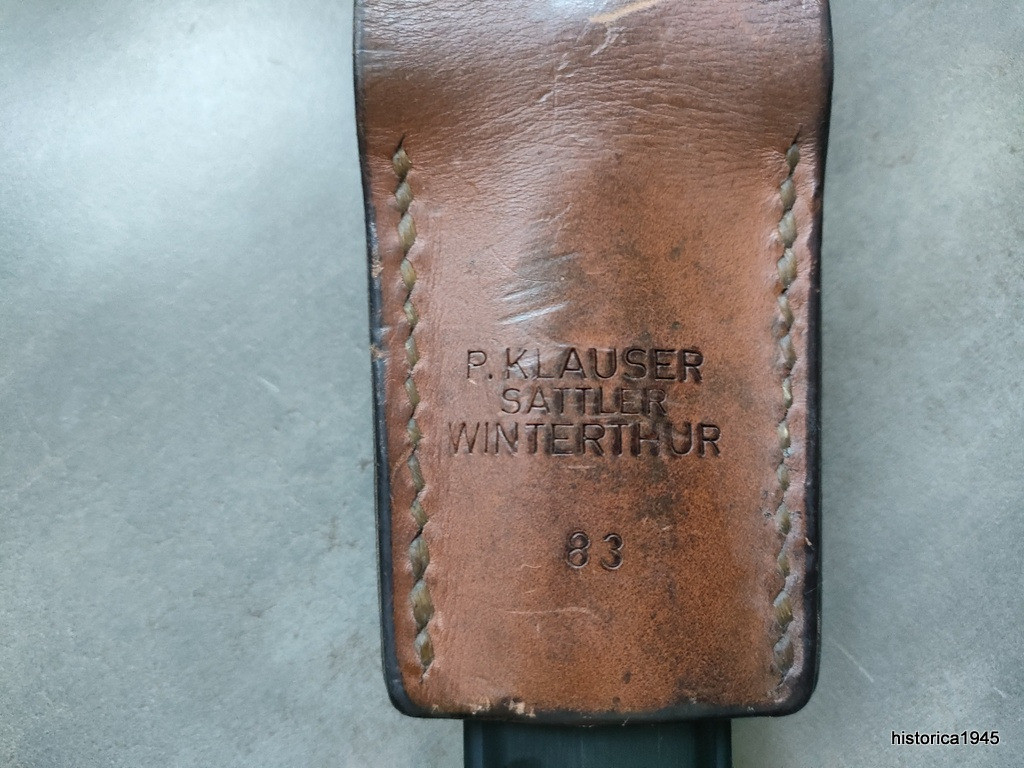 P. KLAUSER
SATTLER
WINTERTHUR
83
historica1945